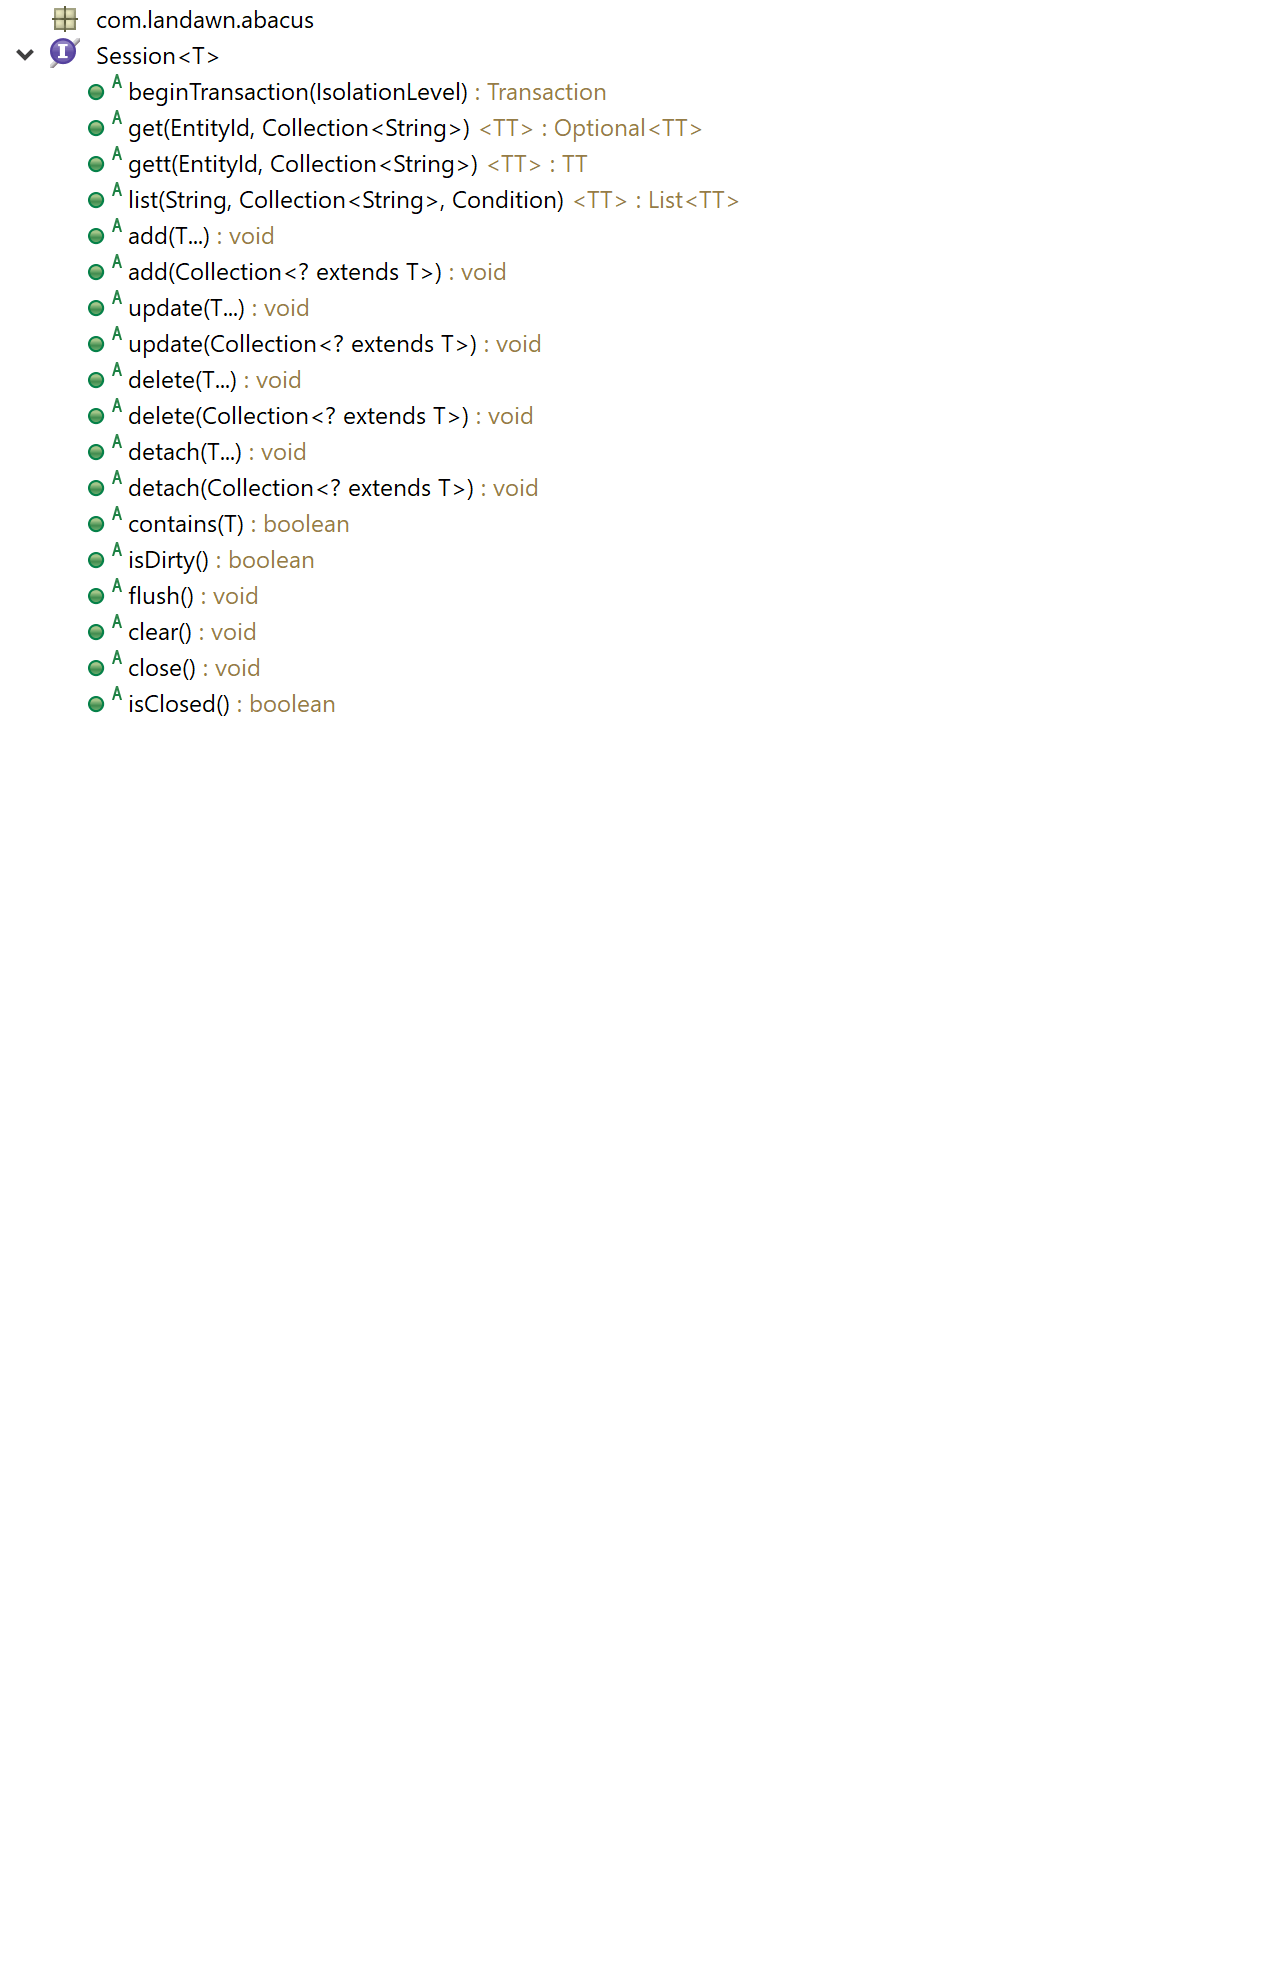 com.landawn.abacus
I Session<T>
A beginTransaction(IsolationLevel) : Transaction
A get(EntityId, Collection<String>) <TT> : Optional<TT>
A gett(EntityId, Collection<String>) <TT> : TT
A list(String, Collection<String>, Condition) <TT> : List<TT>
A add(T...) : void
A add(Collection<? extends T>) : void
A update(T...) : void
A update(Collection<? extends T>) : void
A delete(T...) : void
A delete(Collection<? extends T>) : void
A detach(T...) : void
A detach(Collection<? extends T>) : void
A contains(T) : boolean
A isDirty() : boolean
A flush() : void
A clear() : void
A close() : void
A isClosed() : boolean